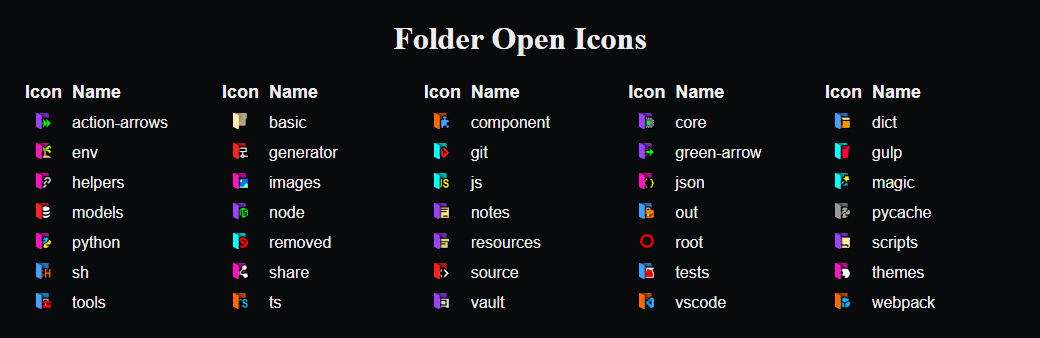 Folder Open Icons
Icon Name Icon Name Icon Name Icon Name Icon Name
action-arrows basic component core dict
env generator git green-arrow gulp
helpers images js json magic
models node notes out pycache
python removed resources root scripts
sh share source tests themes
tools ts vault vscode webpack